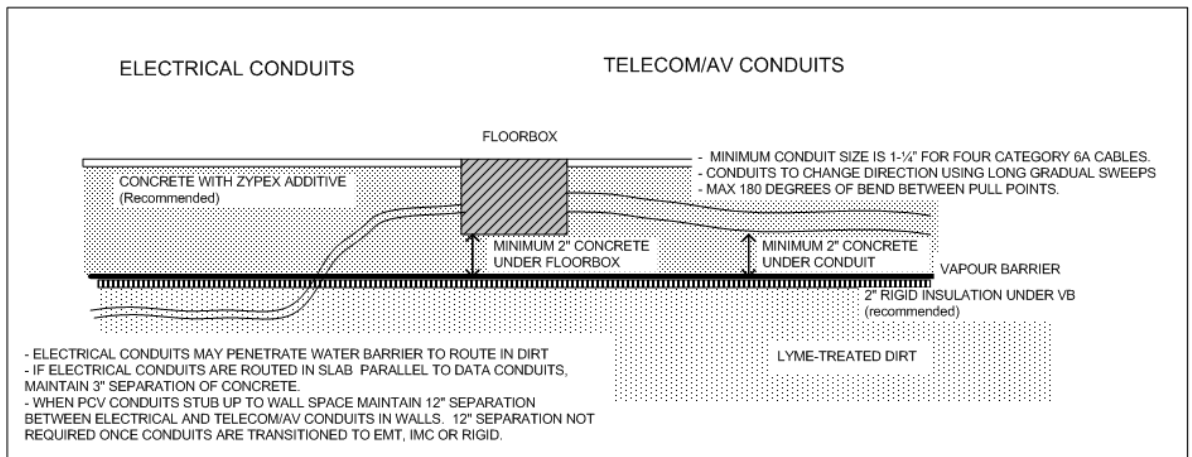 ELECTRICAL CONDUITS
TELECOM/AV CONDUITS
FLOORBOX
- MINIMUM CONDUIT SIZE IS 1-¼" FOR FOUR CATEGORY 6A CABLES.
- CONDUITS TO CHANGE DIRECTION USING LONG GRADUAL SWEEPS
- MAX 180 DEGREES OF BEND BETWEEN PULL POINTS.
CONCRETE WITH ZYPEX ADDITIVE
(Recommended)
MINIMUM 2" CONCRETE
UNDER FLOORBOX
MINIMUM 2" CONCRETE
UNDER CONDUIT
VAPOUR BARRIER
2" RIGID INSULATION UNDER VB
(recommended)
LYME-TREATED DIRT
- ELECTRICAL CONDUITS MAY PENETRATE WATER BARRIER TO ROUTE IN DIRT
- IF ELECTRICAL CONDUITS ARE ROUTED IN SLAB PARALLEL TO DATA CONDUITS,
MAINTAIN 3" SEPARATION OF CONCRETE.
- WHEN PCV CONDUITS STUB UP TO WALL SPACE MAINTAIN 12" SEPARATION
BETWEEN ELECTRICAL AND TELECOM/AV CONDUITS IN WALLS. 12" SEPARATION NOT
REQUIRED ONCE CONDUITS ARE TRANSITIONED TO EMT, IMC OR RIGID.